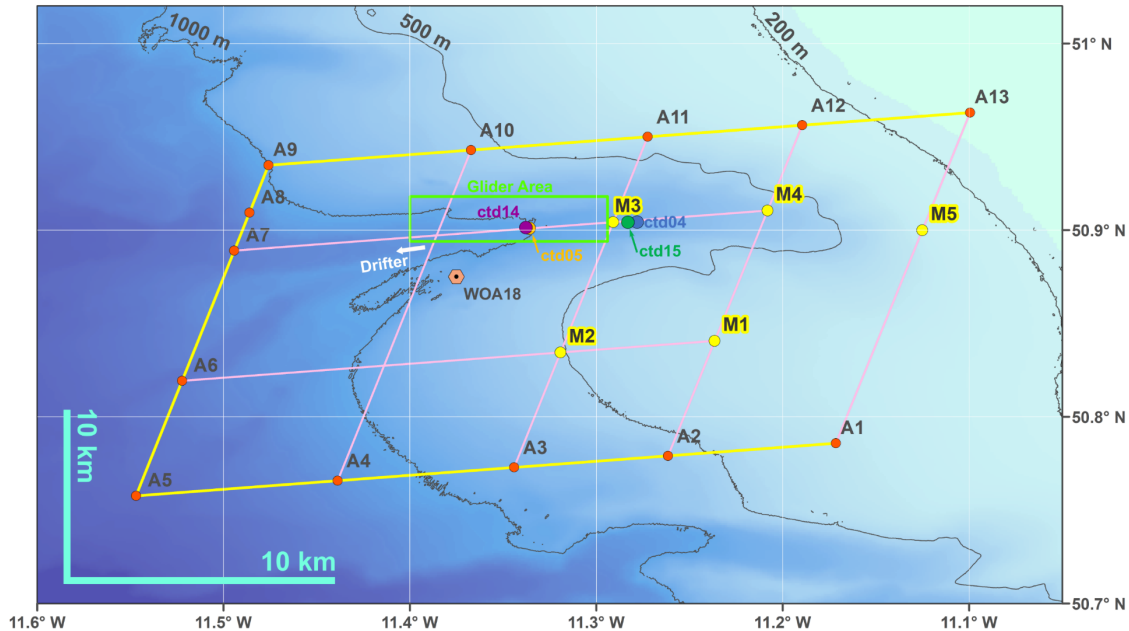 1000 m
500 m
200 m
51° N
A13
A12
A11
A10
A9
Glider Area
A8
ctd14
M3
M4
ctd04
M5
50.9° N
A7
ctd05
ctd15
Drifter
WOA18
M2
M1
A6
50.8° N
10 km
A1
A2
A3
A4
A5
10 km
50.7° N
11.6° W
11.5° W
11.4° W
11.3° W
11.2° W
11.1° W